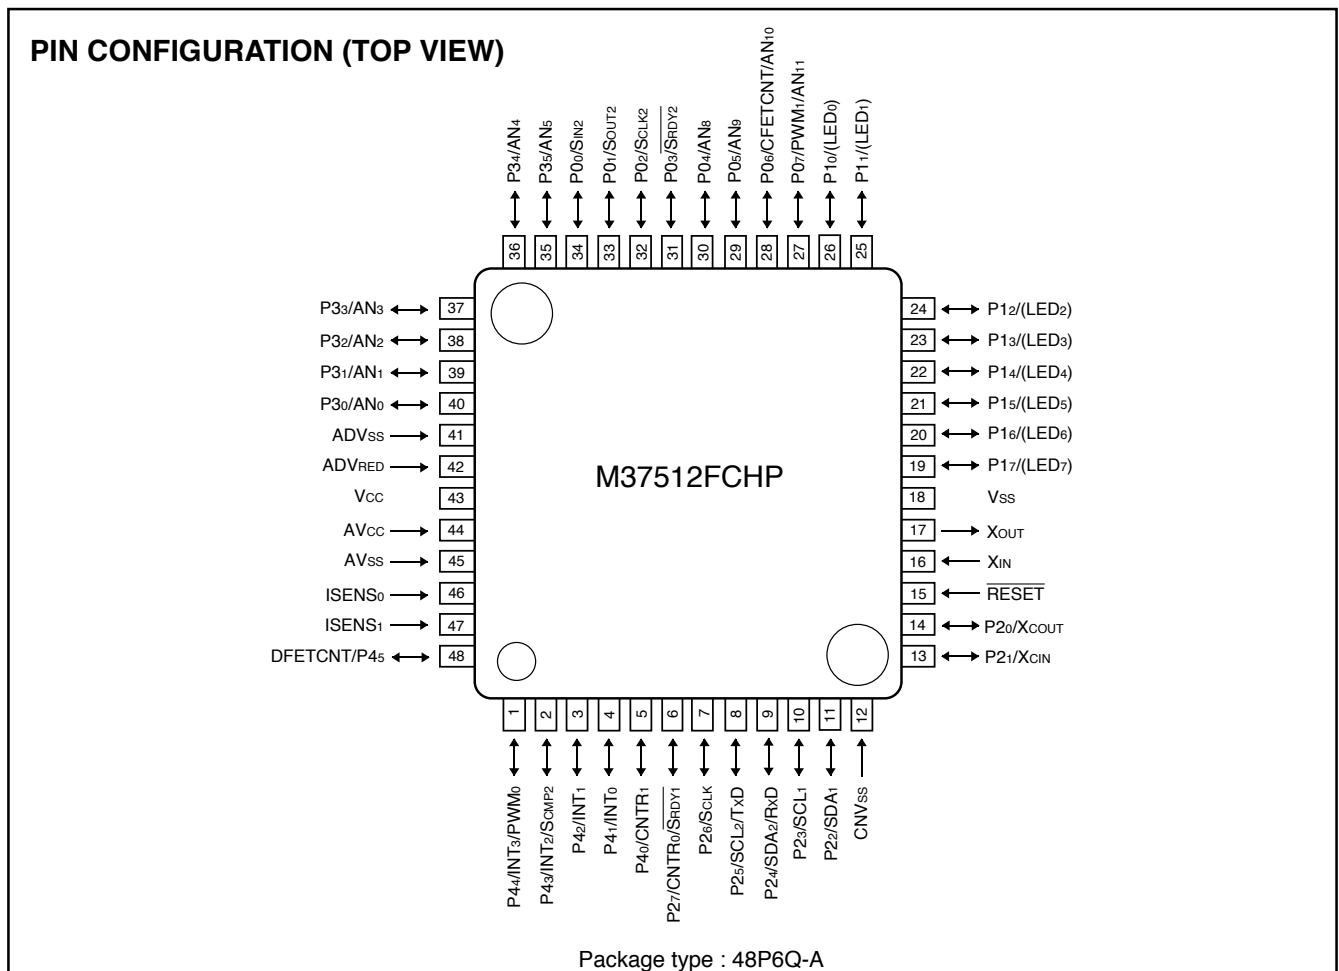 PIN CONFIGURATION (TOP VIEW)
P34/AN4
P35/AN5
P00/SIN2
P01/SOUT2
P02/SCLK2
P03/SRDY2
P04/AN8
P05/AN9
P06/CFETCNT/AN10
P07/PWM1/AN11
P10/(LED0)
P11/(LED1)
36 35 34 33 32 31 30 29 28 27 26 25
P33/AN3 37
P32/AN2 38
P31/AN1 39
P30/AN0 40
ADVSS 41
ADVRED 42
VCC 43
AVCC 44
AVSS 45
ISENS0 46
ISENS1 47
DFETCNT/P45 48
M37512FCHP
24 P12/(LED2)
23 P13/(LED3)
22 P14/(LED4)
21 P15/(LED5)
20 P16/(LED6)
19 P17/(LED7)
18 VSS
17 XOUT
16 XIN
15 RESET
14 P20/XCOUT
13 P21/XCIN
1 2 3 4 5 6 7 8 9 10 11 12
P44/INT3/PWM0
P43/INT2/SCMP2
P42/INT1
P41/INT0
P40/CNTR1
P27/CNTR0/SRDY1
P26/SCLK
P25/SCL2/TxD
P24/SDA2/RxD
P23/SCL1
P22/SDA1
CNVSS
Package type : 48P6Q-A